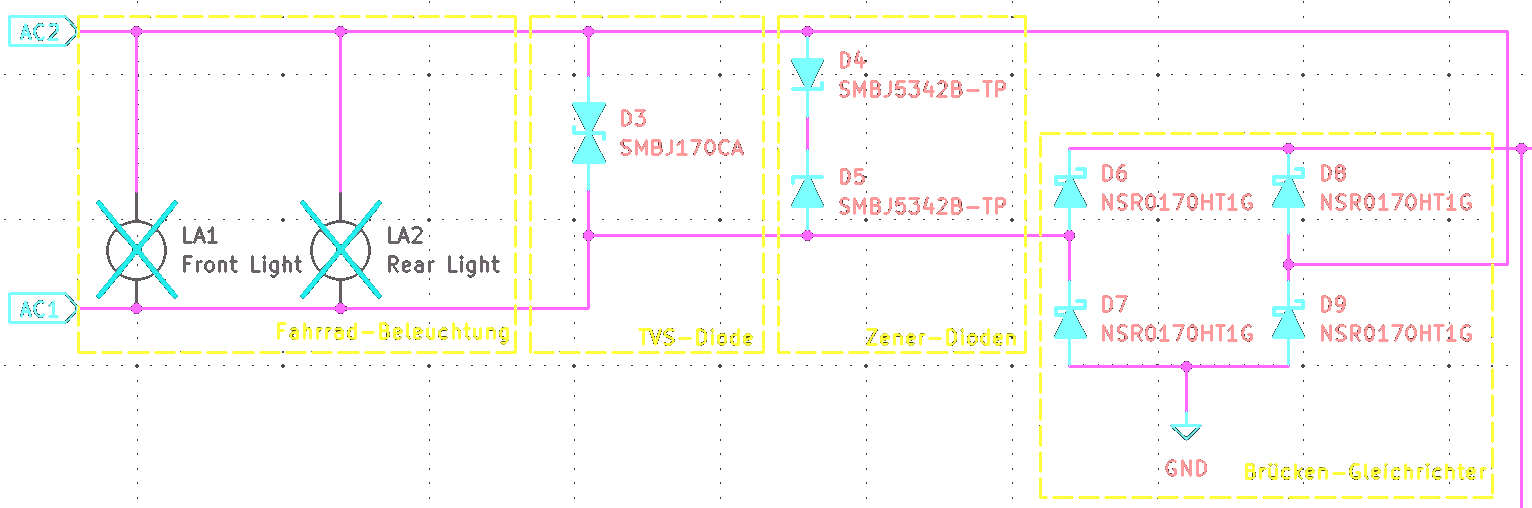 AC2
D4
SMBJ5342B-TP
D3
SMBJ170CA
D5
SMBJ5342B-TP
D6
NSR0170HT1G
D8
NSR0170HT1G
LA1
Front Light
LA2
Rear Light
AC1
Fahrrad-Beleuchtung
TVS-Diode
Zener-Dioden
D7
NSR0170HT1G
D9
NSR0170HT1G
GND
Brücken-Gleichrichter